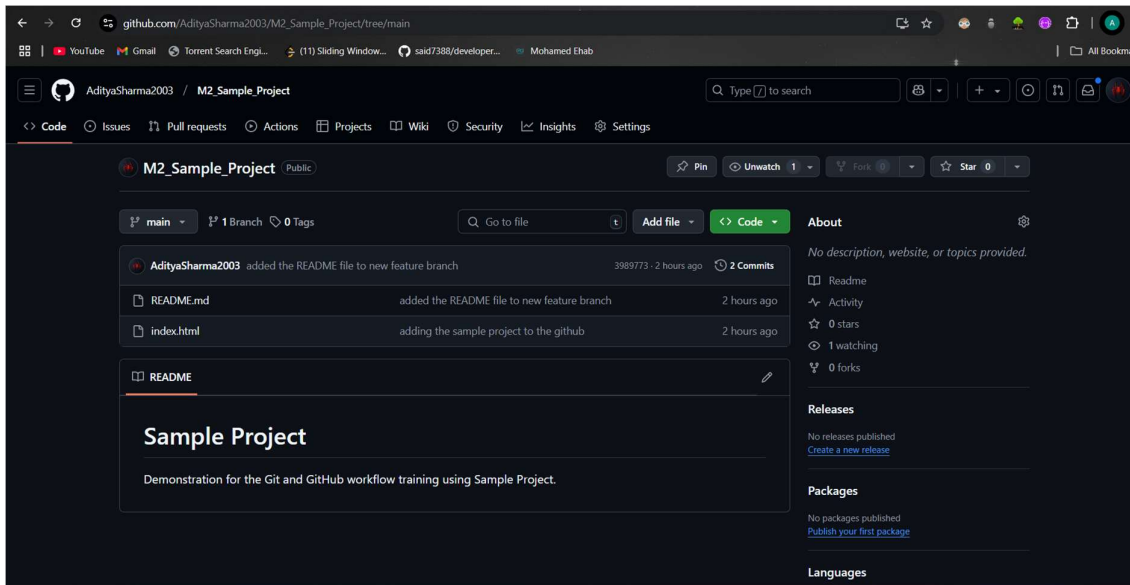 github.com/AdityaSharma2003/M2_Sample_Project/tree/main
YouTube Gmail Torrent Search Engi... (11) Sliding Window... said7388/developer... Mohamed Ehab All Bookma
AdityaSharma2003 / M2_Sample_Project Type / to search
Code Issues Pull requests Actions Projects Wiki Security Insights Settings
M2_Sample_Project Public Pin Unwatch 1 Fork 0 Star 0
main 1 Branch 0 Tags Go to file t Add file Code
AdityaSharma2003 added the README file to new feature branch 3989773 · 2 hours ago 2 Commits
README.md added the README file to new feature branch 2 hours ago
index.html adding the sample project to the github 2 hours ago
README
Sample Project
Demonstration for the Git and GitHub workflow training using Sample Project.
About
No description, website, or topics provided.
Readme
Activity
0 stars
1 watching
0 forks
Releases
No releases published
Create a new release
Packages
No packages published
Publish your first package
Languages